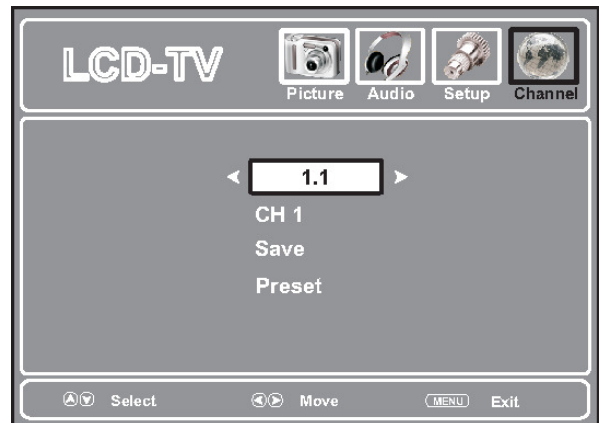 LCD-TV
Picture Audio Setup Channel
1.1
CH 1
Save
Preset
Select Move MENU Exit